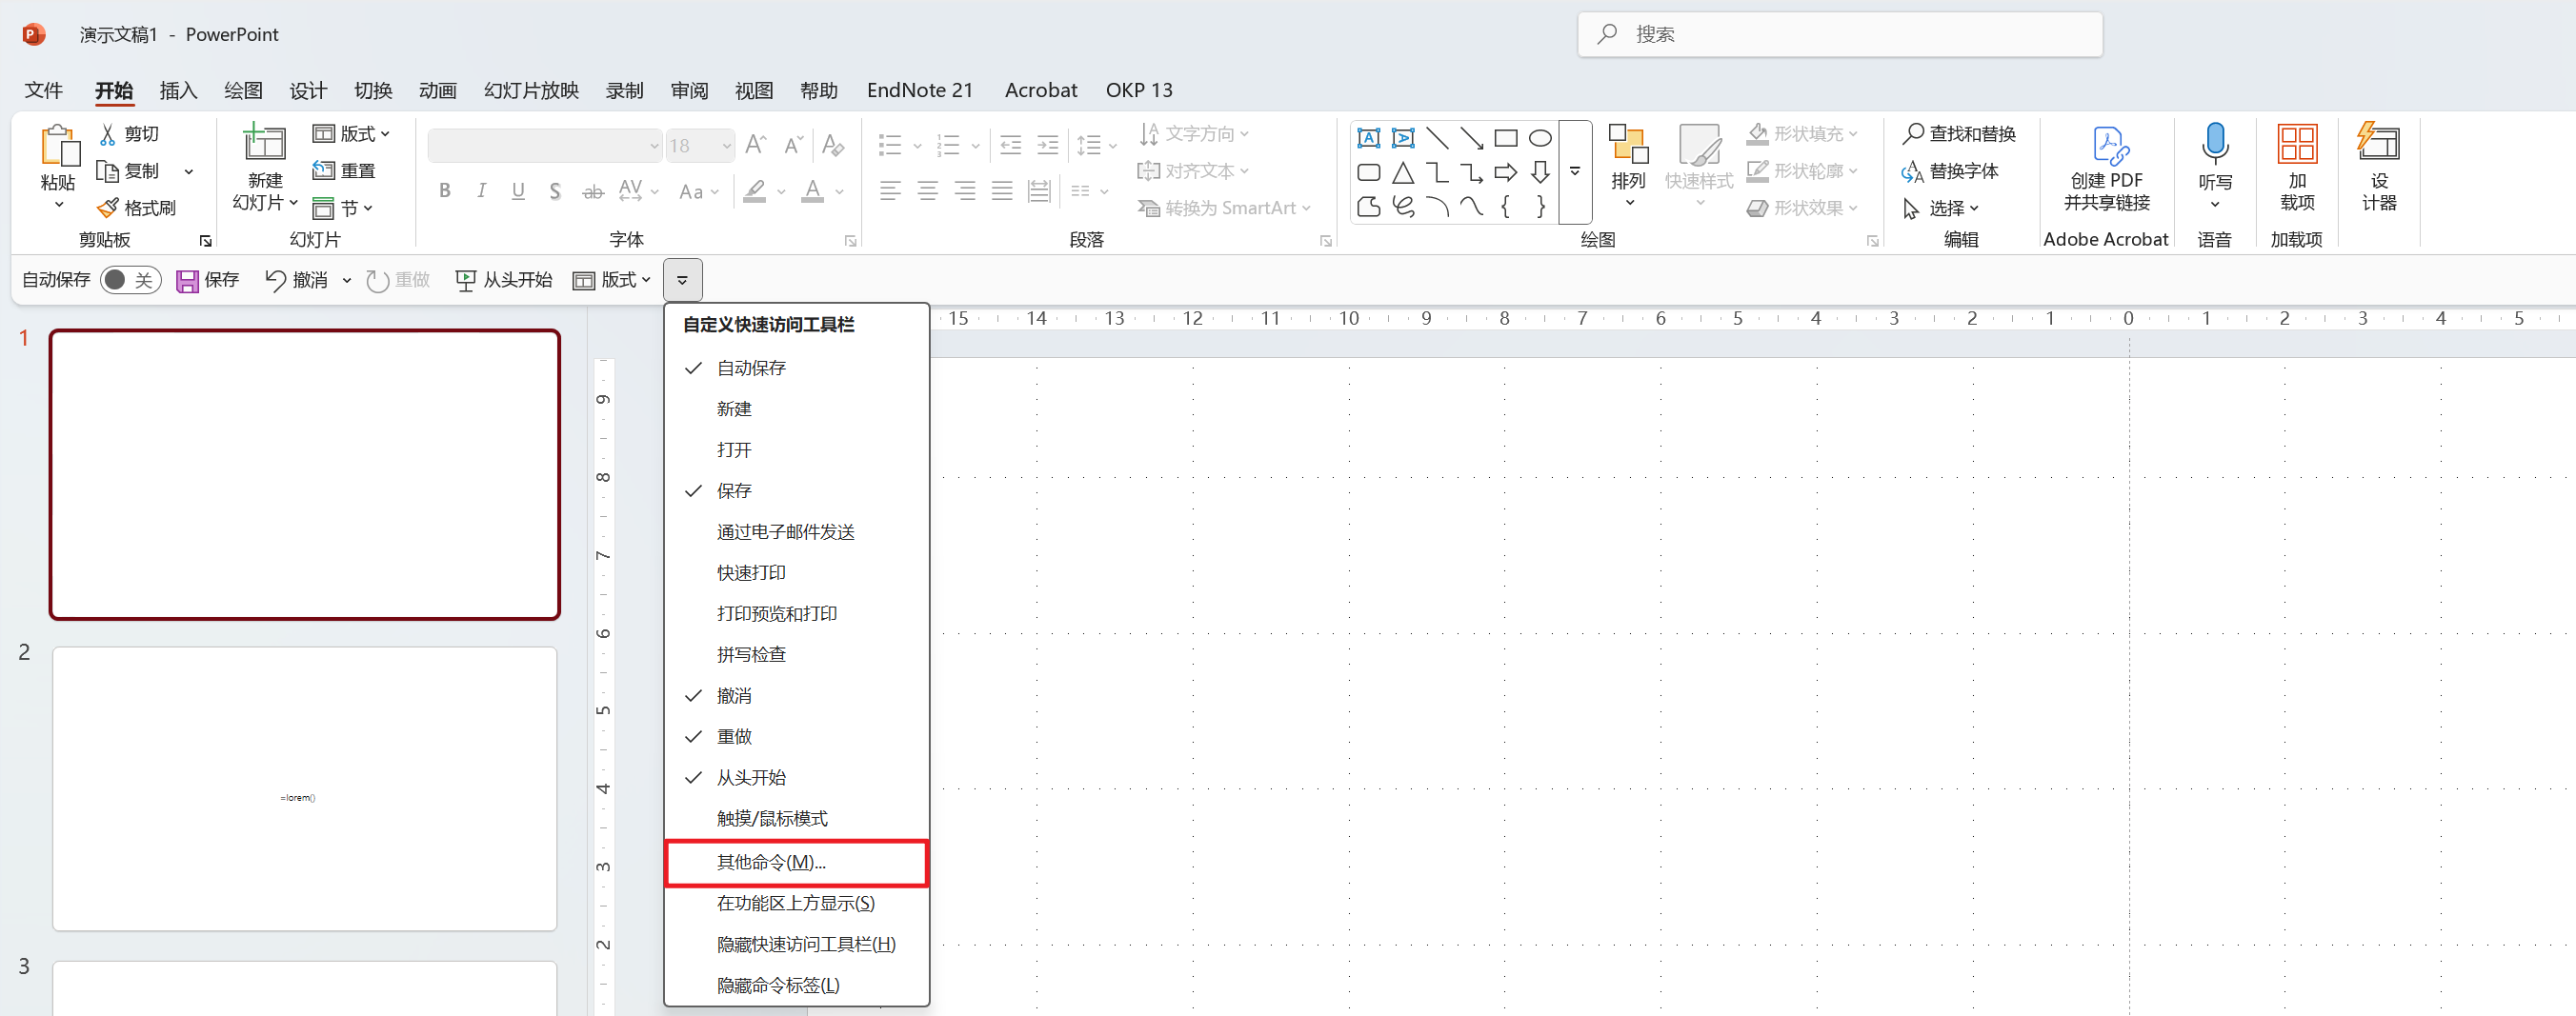 演示文稿1 - PowerPoint
搜索
文件 开始 插入 绘图 设计 切换 动画 幻灯片放映 录制 审阅 视图 帮助 EndNote 21 Acrobat OKP 13
粘贴
剪切
复制
格式刷
剪贴板
新建
幻灯片
版式
重置
节
幻灯片
18
B I U S ab AV Aa A
字体
文字方向
对齐文本
转换为 SmartArt
段落
排列
快速样式
形状填充
形状轮廓
形状效果
绘图
查找和替换
替换字体
选择
编辑
创建 PDF
并共享链接
Adobe Acrobat
听写
语音
加
载项
加载项
设
计器
自动保存 关 保存 撤消 重做 从头开始 版式
自定义快速访问工具栏
自动保存
新建
打开
保存
通过电子邮件发送
快速打印
打印预览和打印
拼写检查
撤消
重做
从头开始
触摸/鼠标模式
其他命令(M)...
在功能区上方显示(S)
隐藏快速访问工具栏(H)
隐藏命令标签(L)
15 14 13 12 11 10 9 8 7 6 5 4 3 2 1 0 1 2 3 4 5
9
8
7
6
5
4
3
2
1
2
=lorem()
3